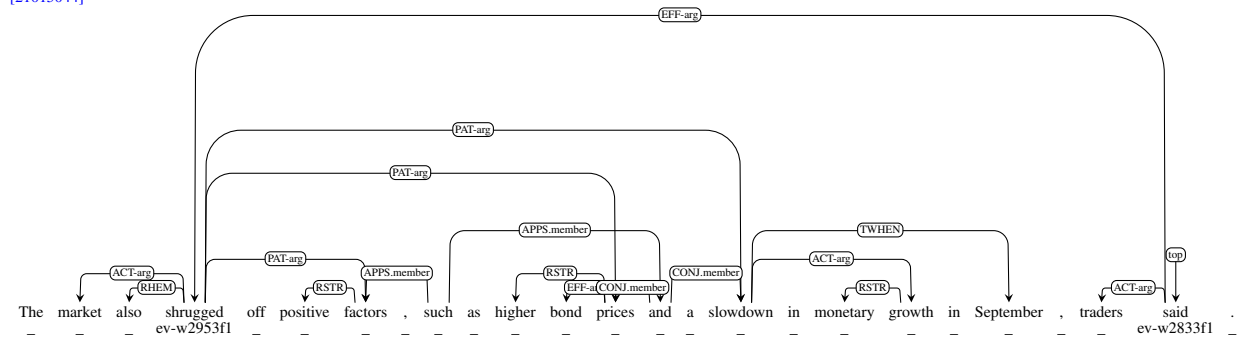 [21015044]
EFF-arg
PAT-arg
PAT-arg
APPS.member TWHEN
PAT-arg ACT-arg top
ACT-arg APPS.member RSTR CONJ.member
RHEM RSTR CONJ.member RSTR ACT-arg
The market also shrugged off positive factors , such as higher bond prices and a slowdown in monetary growth in September , traders said .
_ _ _ ev-w2953f1 _ _ _ _ _ _ _ _ _ _ _ _ _ _ _ _ _ _ _ ev-w2833f1 _